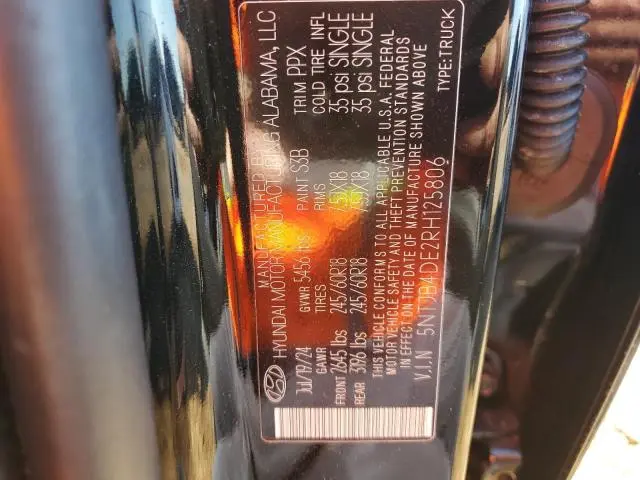 MANUFACTURED BY
HYUNDAI MOTOR MANUFACTURING ALABAMA, LLC
Jul/19/24 GVWR 5456 lbs PAINT S3B TRIM PPX
GAWR TIRES RIMS COLD TIRE INFL
FRONT 2645 lbs 245/60R18 7.5JX18 35 psi SINGLE
REAR 3196 lbs 245/60R18 7.5JX18 35 psi SINGLE
THIS VEHICLE CONFORMS TO ALL APPLICABLE U.S.A. FEDERAL
MOTOR VEHICLE SAFETY AND THEFT PREVENTION STANDARDS
IN EFFECT ON THE DATE OF MANUFACTURE SHOWN ABOVE
V.I.N 5NTJB4DE2RH125806 TYPE:TRUCK